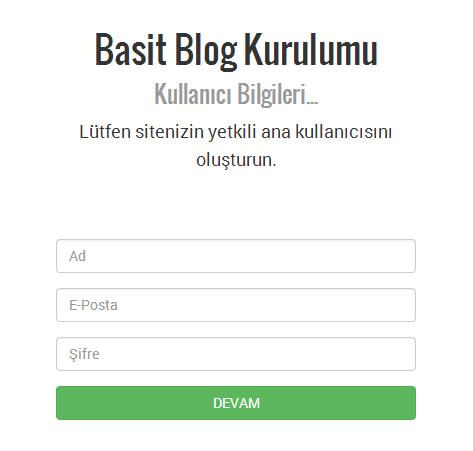 Basit Blog Kurulumu
Kullanıcı Bilgileri...
Lütfen sitenizin yetkili ana kullanıcısını
oluşturun.
Ad
E-Posta
Şifre
DEVAM